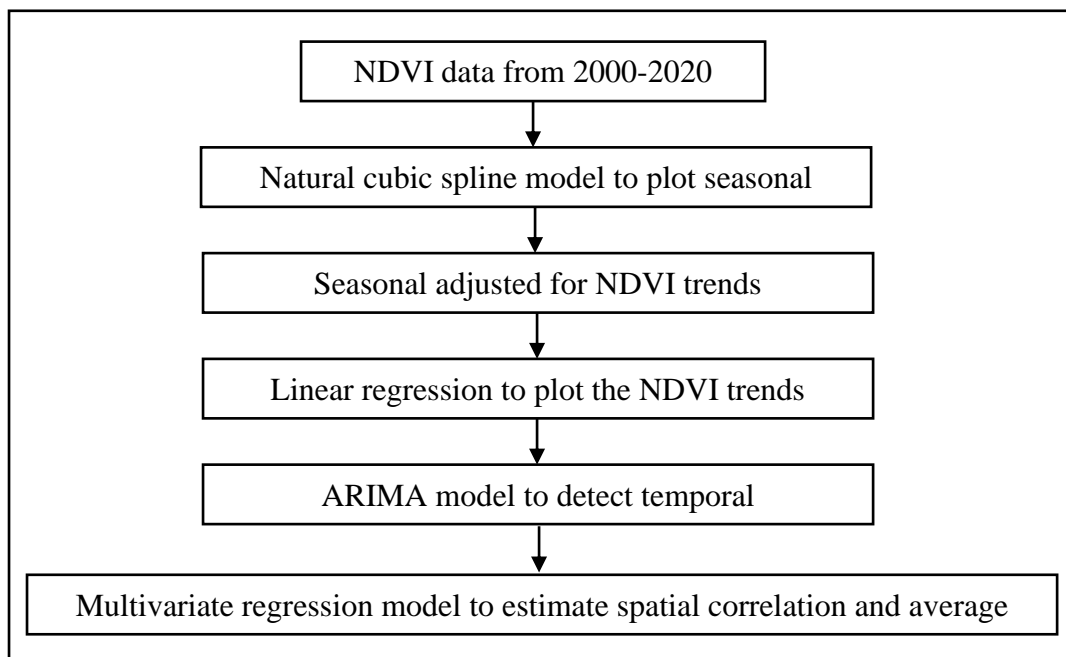 NDVI data from 2000-2020
Natural cubic spline model to plot seasonal
Seasonal adjusted for NDVI trends
Linear regression to plot the NDVI trends
ARIMA model to detect temporal
Multivariate regression model to estimate spatial correlation and average